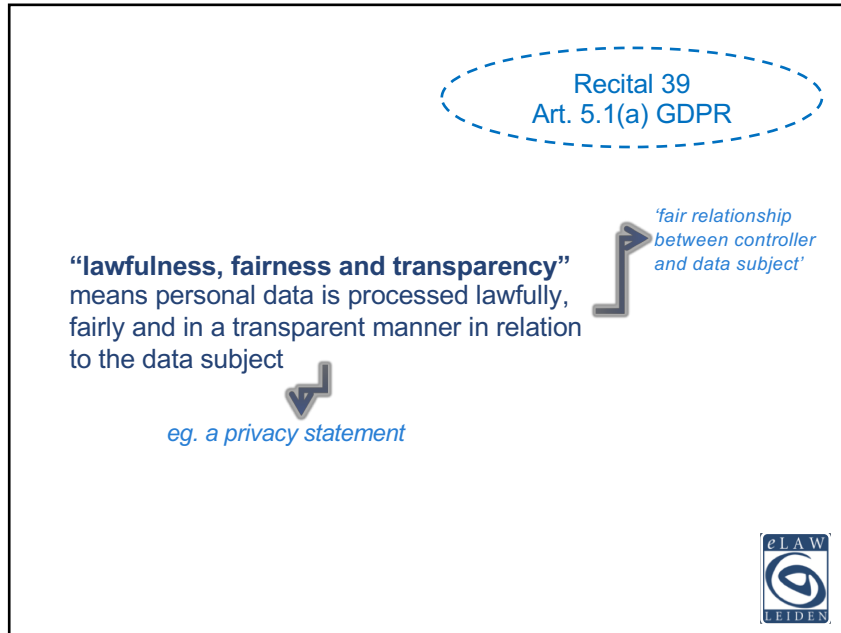 Recital 39
Art. 5.1(a) GDPR
‘fair relationship
between controller
and data subject’
“lawfulness, fairness and transparency”
means personal data is processed lawfully,
fairly and in a transparent manner in relation
to the data subject
eg. a privacy statement
eLAW
LEIDEN